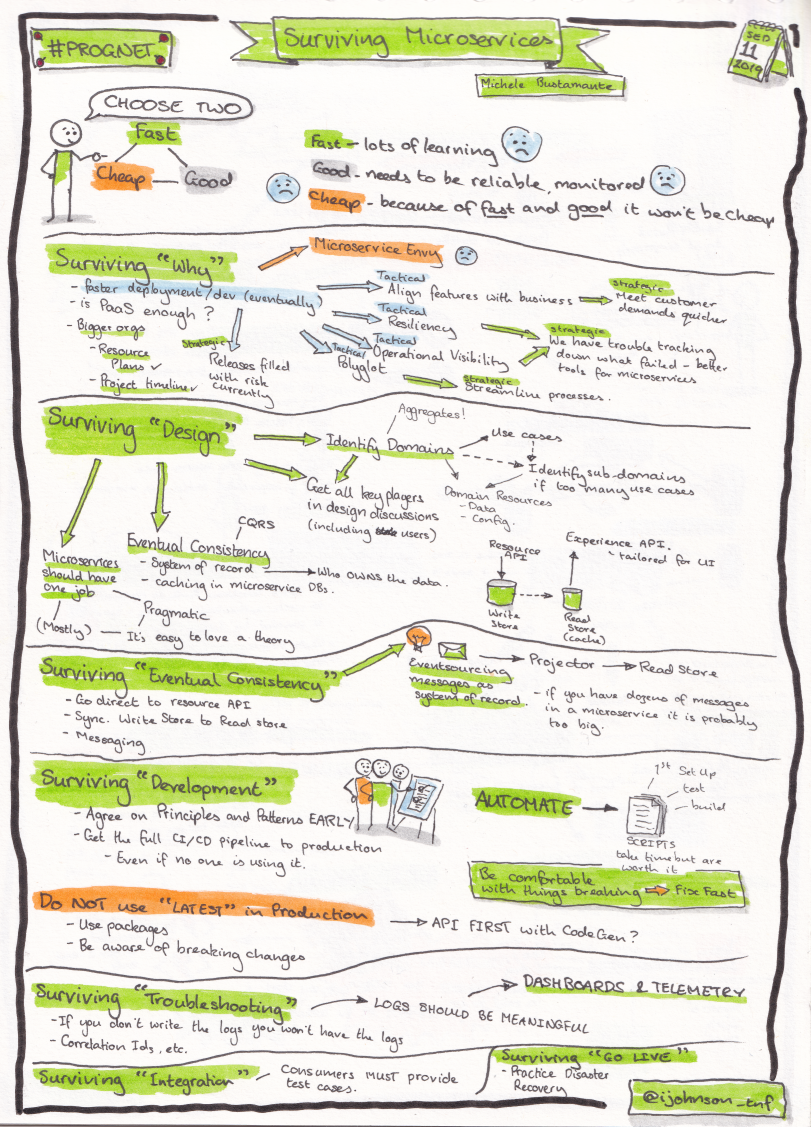 #PROGNET
Surviving Microservices
SEP
11
2019
Michele Bustamante
CHOOSE TWO
Fast
Cheap
Good
Fast - lots of learning
Good - needs to be reliable, monitored
Cheap - because of fast and good it won't be cheap
Surviving "Why"
Microservice Envy
- faster deployment/dev (eventually)
- is PaaS enough?
- Bigger orgs
- Resource
Plans ✓
- Project timeline ✓
Strategic
Releases filled
with risk
currently
Tactical
Align features with business
strategic
Meet customer
demands quicker
Tactical
Resiliency
Tactical
Operational Visibility
Tactical
Polyglot
strategic
We have trouble tracking
down what failed - better
tools for microservices
strategic
Streamline processes.
Surviving "Design"
Aggregates!
Identify Domains
Use cases
Identify sub-domains
if too many use cases
Get all key players
in design discussions
(including users)
Domain Resources
- Data
- Config.
CQRS
Eventual Consistency
- System of record
- caching in microservice DBs.
Who OWNS the data.
Microservices
should have
one job
(Mostly)
Pragmatic
It's easy to love a theory
Resource
API
Write
Store
Experience API.
- tailored for UI
Read
Store
(cache)
Surviving "Eventual Consistency"
- Go direct to resource API
- Sync. Write Store to Read store
- Messaging
Eventsourcing
messages as
system of record.
Projector
Read Store
- if you have dozens of messages
in a microservice it is probably
too big.
Surviving "Development"
- Agree on Principles and Patterns EARLY
- Get the full CI/CD pipeline to production
- Even if no one is using it.
AUTOMATE
1st Set Up
test
build
SCRIPTS
take time but are
worth it
Be comfortable
with things breaking ⇒ Fix Fast
Do NOT use "LATEST" in Production
- Use packages
- Be aware of breaking changes
API FIRST with CodeGen?
Surviving "Troubleshooting"
- If you don't write the logs you won't have the logs
- Correlation Ids, etc.
LOGS SHOULD BE MEANINGFUL
DASHBOARDS & TELEMETRY
Surviving "Integration"
Consumers must provide
test cases.
Surviving "GO LIVE"
- Practice Disaster
Recovery
@ijohnson_tnf